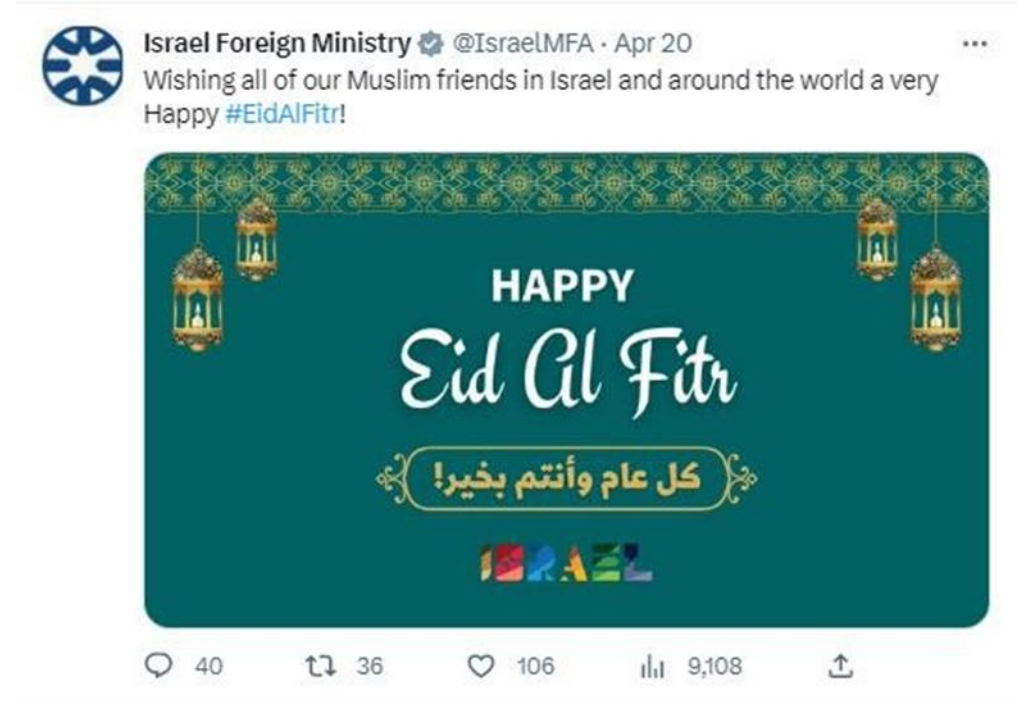 Israel Foreign Ministry @IsraelMFA · Apr 20
Wishing all of our Muslim friends in Israel and around the world a very
Happy #EidAlFitr!
HAPPY
Eid Al Fitr
كل عام وأنتم بخير!
ISRAEL
40 36 106 9,108